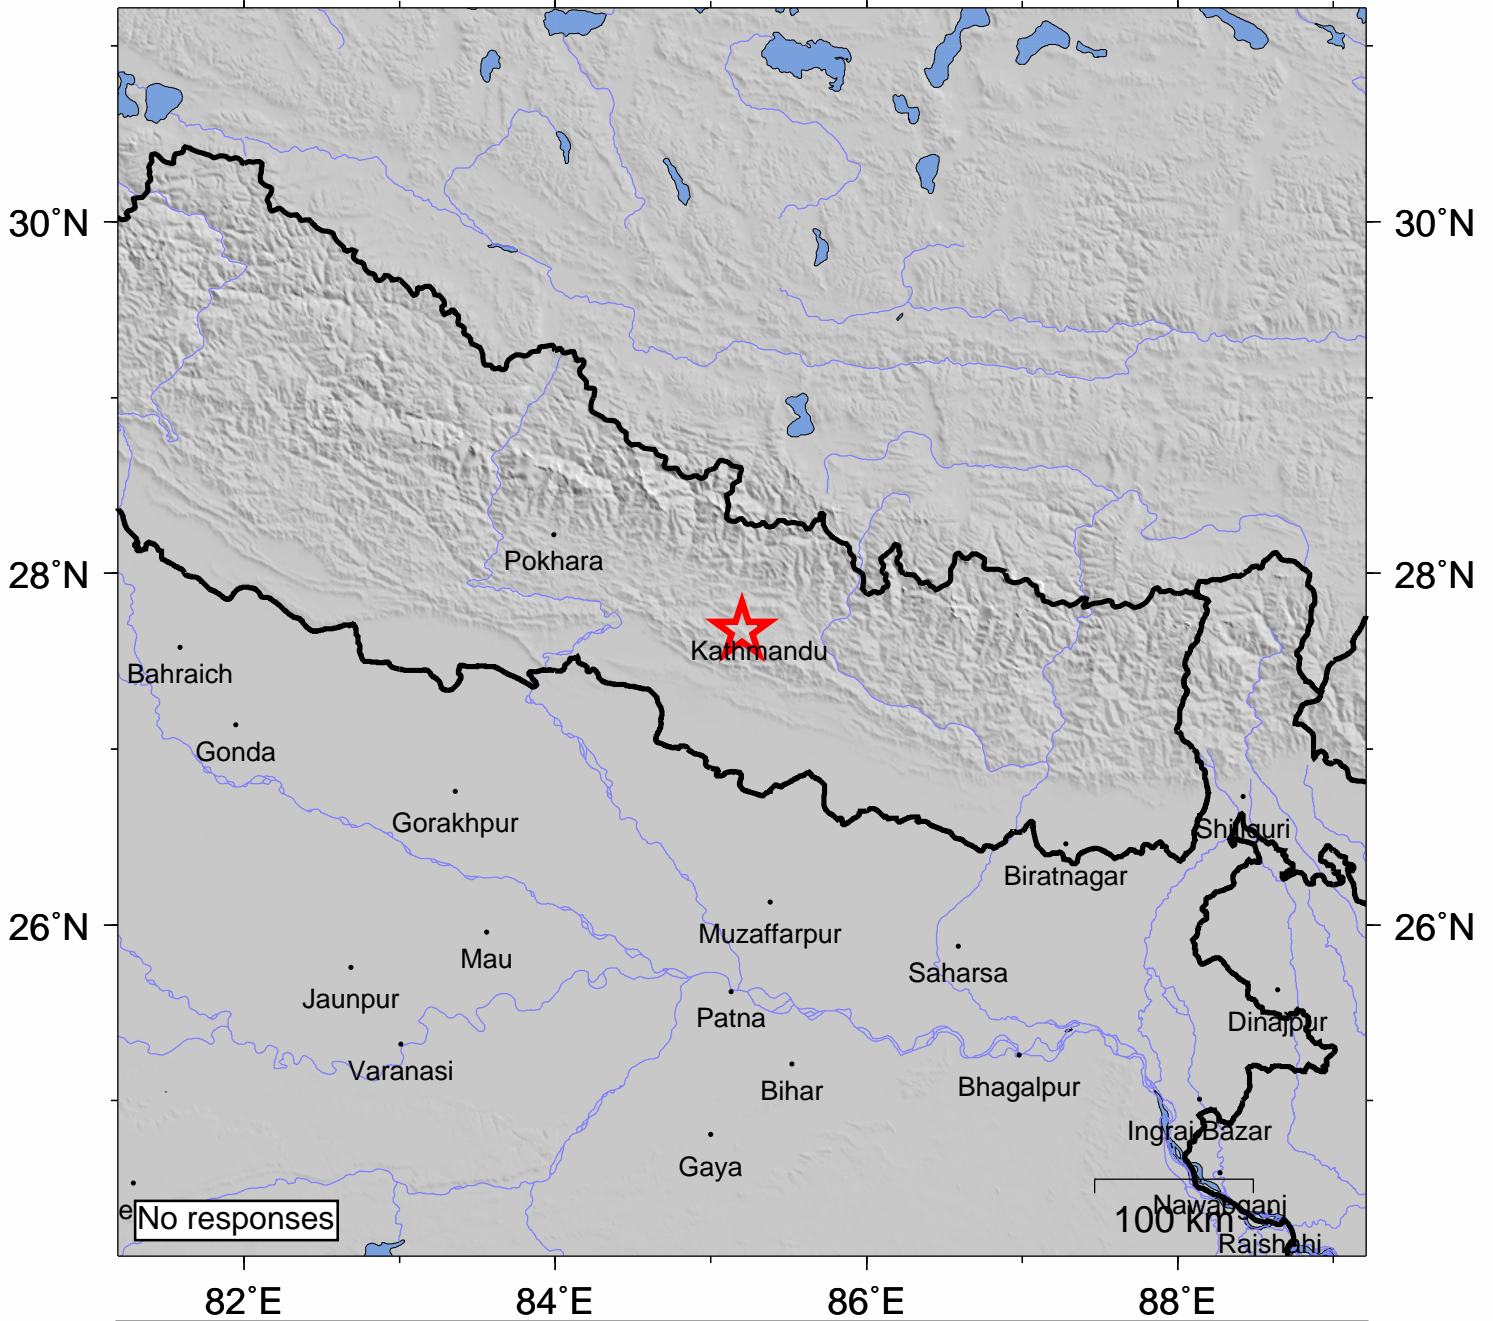 30°N
30°N
Pokhara
28°N
28°N
Kathmandu
Bahraich
Gonda
Gorakhpur
Shiliguri
Biratnagar
26°N
26°N
Muzaffarpur
Mau
Saharsa
Jaunpur
Patna
Dinajpur
Varanasi
Bihar
Bhagalpur
Ingraj Bazar
Gaya
Nawabganj
e
No responses
100 km
Rajshahi
82°E
84°E
86°E
88°E